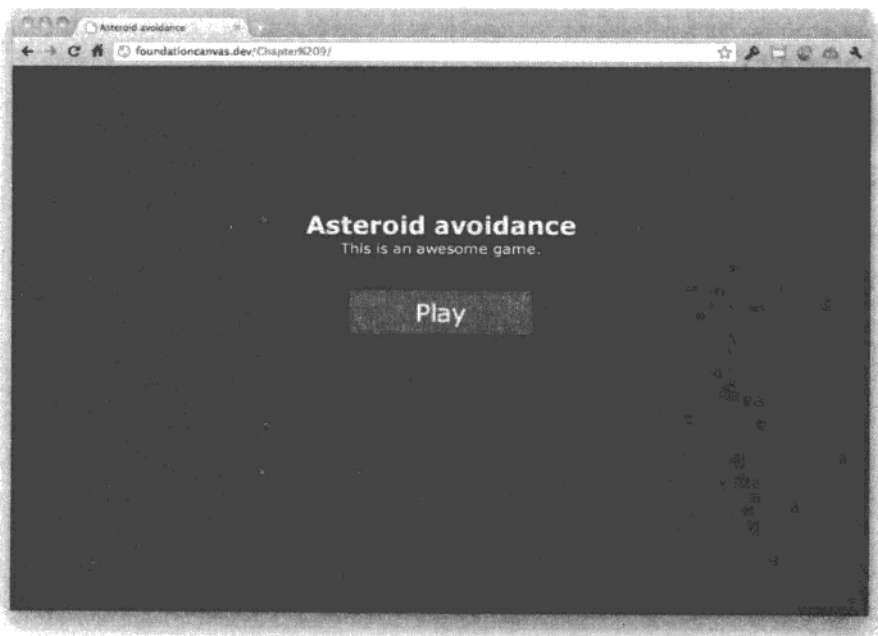 Asteroid avoidance
foundationcanvas.dev/Chapter%209/
Asteroid avoidance
This is an awesome game.
Play